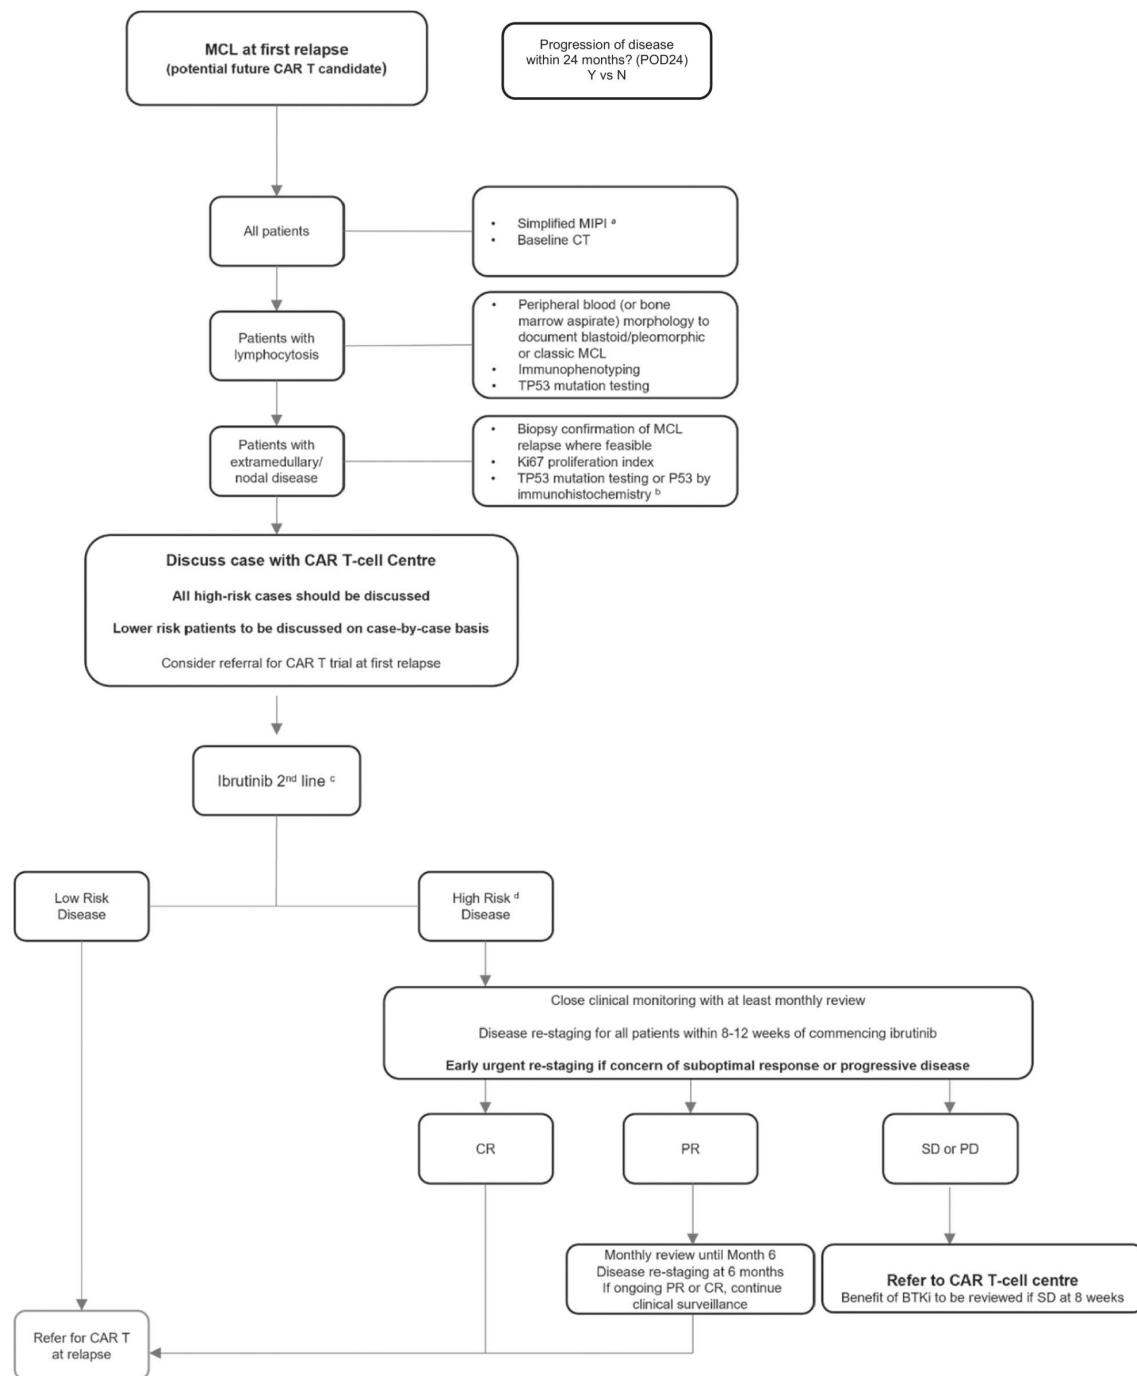 MCL at first relapse
(potential future CAR T candidate)
Progression of disease
within 24 months? (POD24)
Y vs N
All patients
• Simplified MIPI a
• Baseline CT
Patients with
lymphocytosis
• Peripheral blood (or bone
marrow aspirate) morphology to
document blastoid/pleomorphic
or classic MCL
• Immunophenotyping
• TP53 mutation testing
Patients with
extramedullary/
nodal disease
• Biopsy confirmation of MCL
relapse where feasible
• Ki67 proliferation index
• TP53 mutation testing or P53 by
immunohistochemistry b
Discuss case with CAR T-cell Centre
All high-risk cases should be discussed
Lower risk patients to be discussed on case-by-case basis
Consider referral for CAR T trial at first relapse
Ibrutinib 2nd line c
Low Risk
Disease
High Risk d
Disease
Close clinical monitoring with at least monthly review
Disease re-staging for all patients within 8-12 weeks of commencing ibrutinib
Early urgent re-staging if concern of suboptimal response or progressive disease
CR
PR
SD or PD
Monthly review until Month 6
Disease re-staging at 6 months
If ongoing PR or CR, continue
clinical surveillance
Refer to CAR T-cell centre
Benefit of BTKi to be reviewed if SD at 8 weeks
Refer for CAR T
at relapse